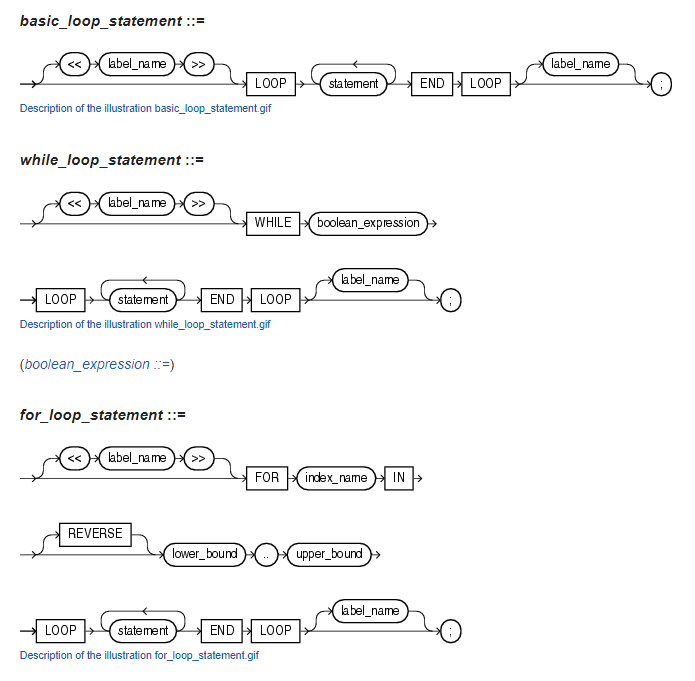 basic_loop_statement ::=
<< label_name >> label_name
LOOP statement END LOOP ;
Description of the illustration basic_loop_statement.gif
while_loop_statement ::=
<< label_name >>
WHILE boolean_expression
label_name
LOOP statement END LOOP ;
Description of the illustration while_loop_statement.gif
(boolean_expression ::=)
for_loop_statement ::=
<< label_name >>
FOR index_name IN
REVERSE
lower_bound .. upper_bound
label_name
LOOP statement END LOOP ;
Description of the illustration for_loop_statement.gif